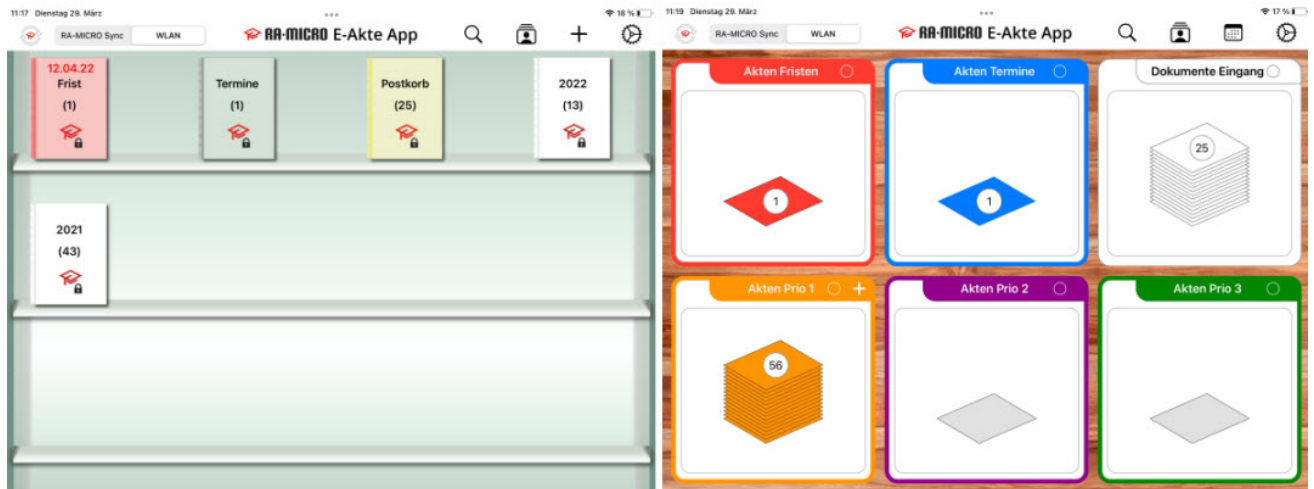 11:17 Dienstag 29. März
18 %
RA-MICRO Sync WLAN
RA-MICRO E-Akte App
12.04.22
Frist
(1)
Termine
(1)
Postkorb
(25)
2022
(13)
2021
(43)
11:19 Dienstag 29. März
17 %
RA-MICRO Sync WLAN
RA-MICRO E-Akte App
Akten Fristen
1
Akten Termine
1
Dokumente Eingang
25
Akten Prio 1
56
Akten Prio 2
Akten Prio 3